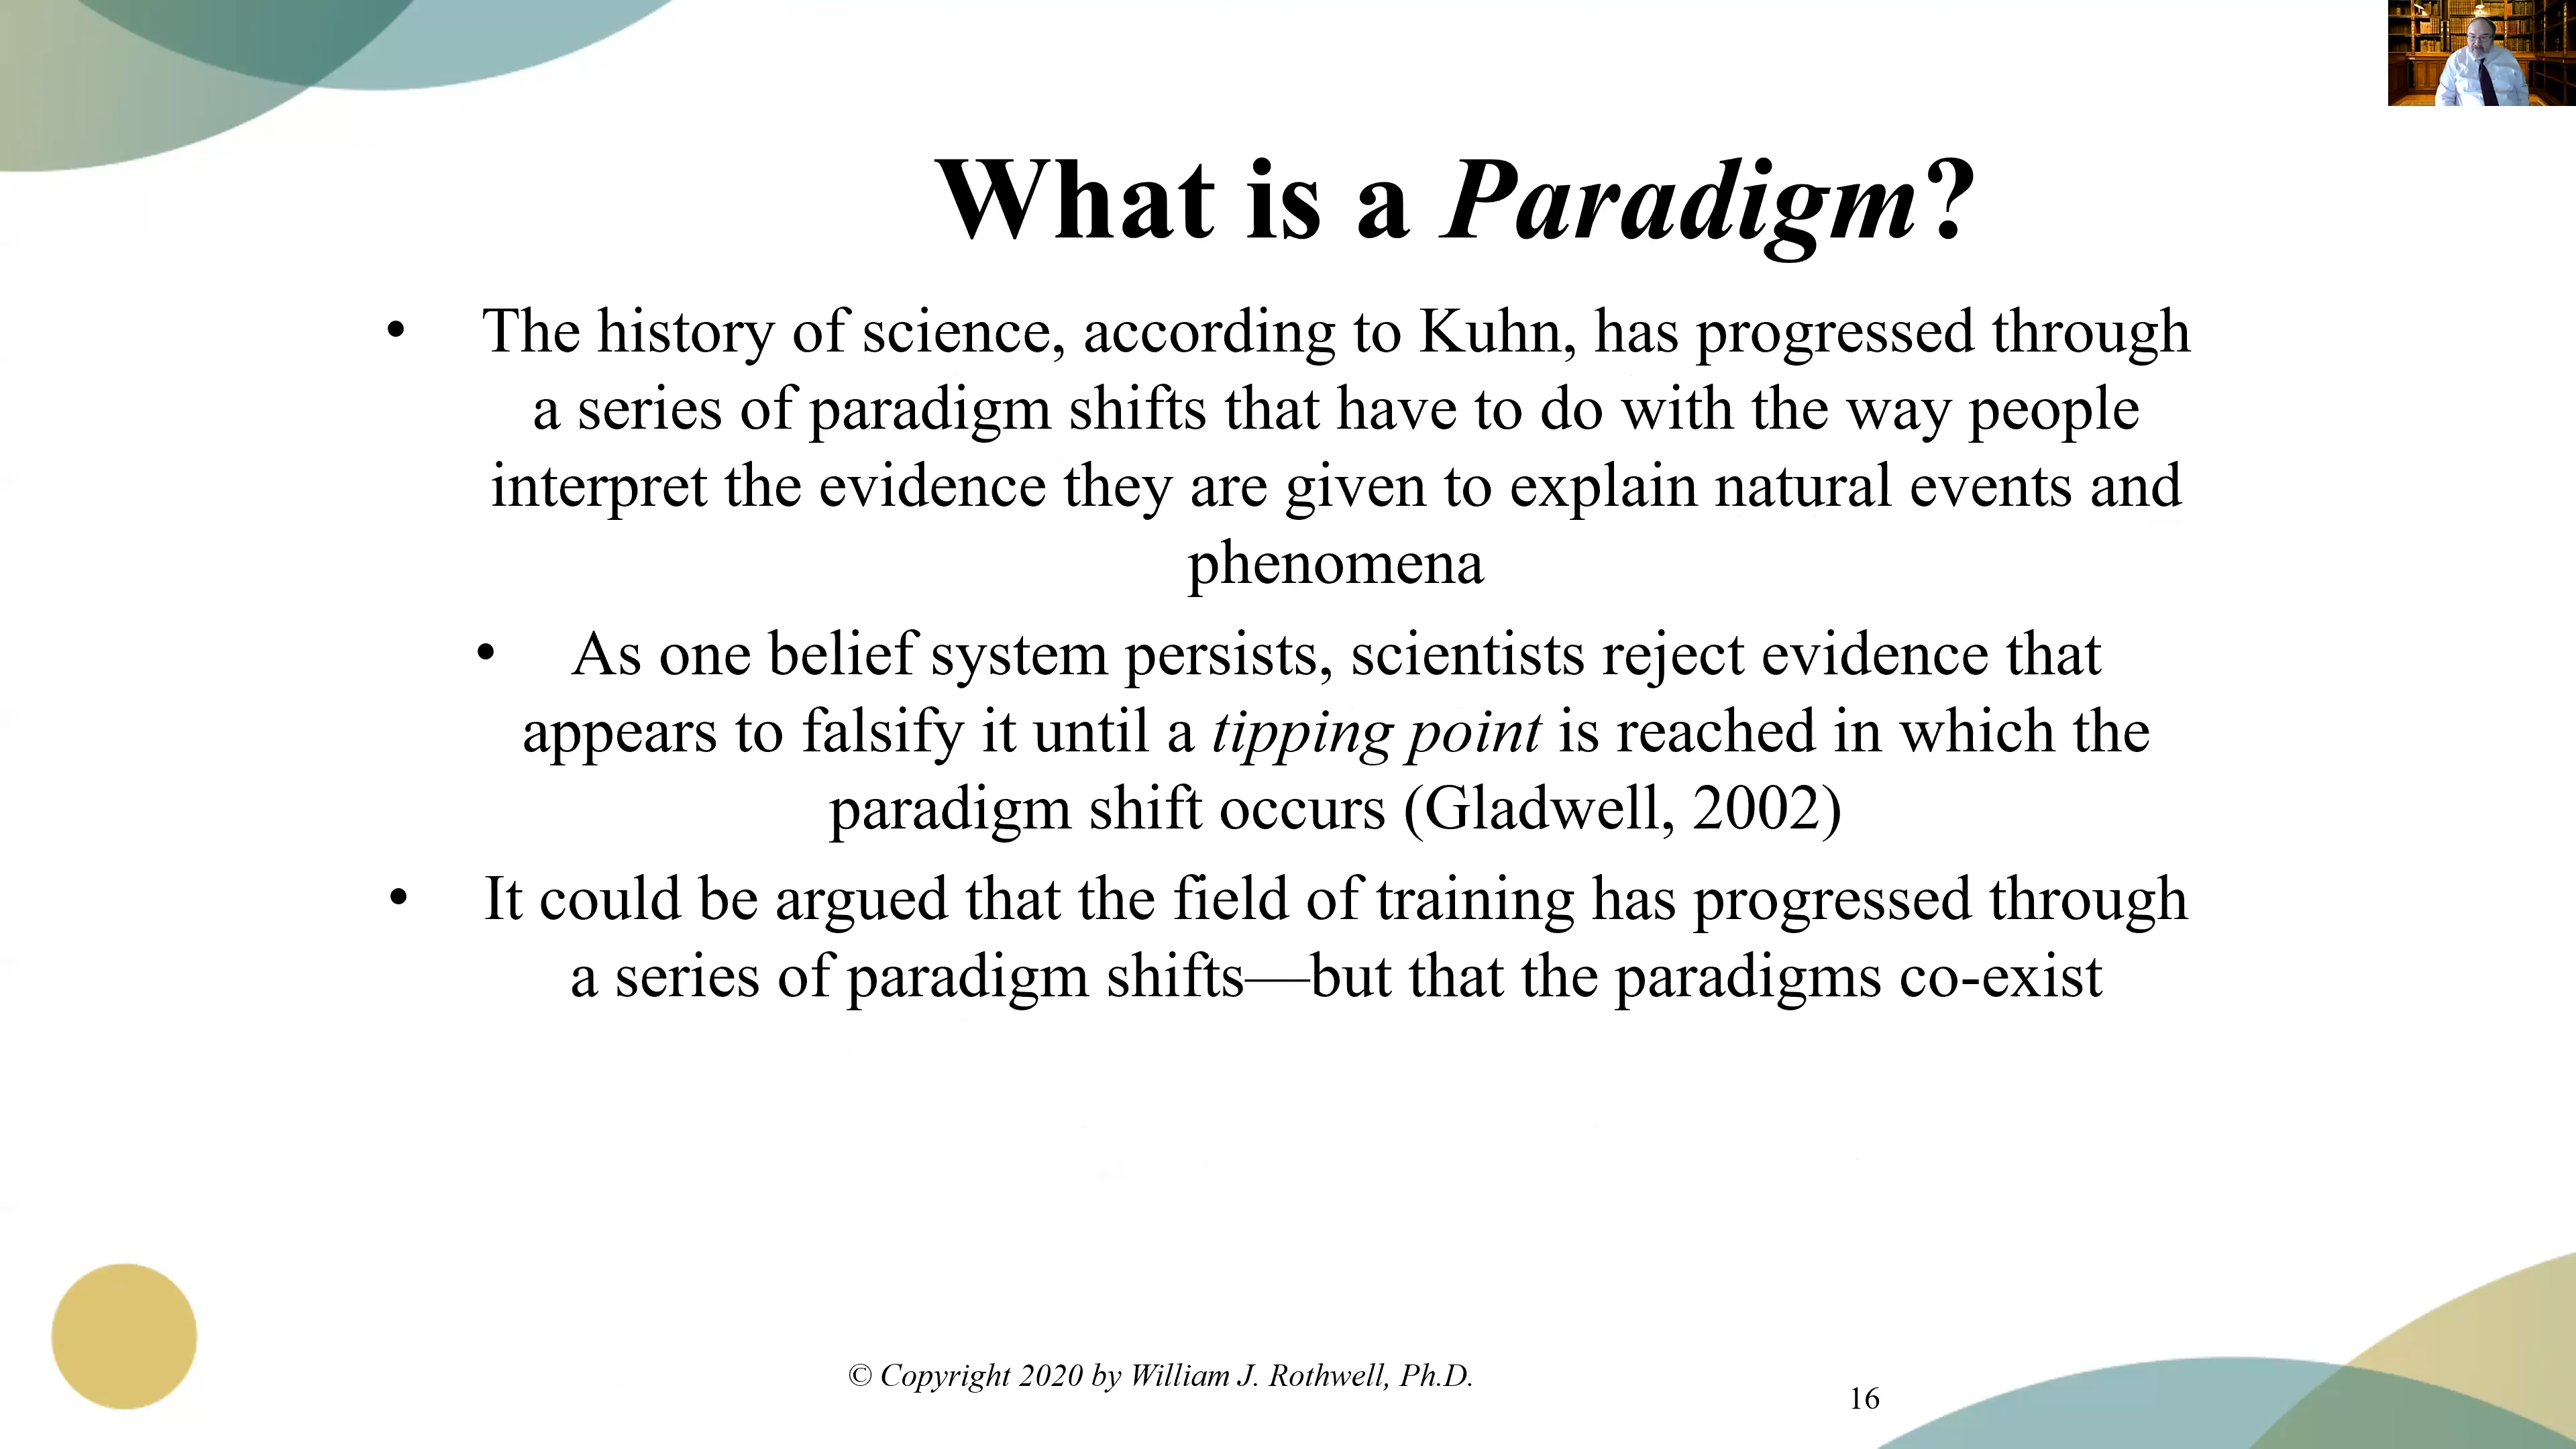 What is a Paradigm?
• The history of science, according to Kuhn, has progressed through
a series of paradigm shifts that have to do with the way people
interpret the evidence they are given to explain natural events and
phenomena
• As one belief system persists, scientists reject evidence that
appears to falsify it until a tipping point is reached in which the
paradigm shift occurs (Gladwell, 2002)
• It could be argued that the field of training has progressed through
a series of paradigm shifts—but that the paradigms co-exist
© Copyright 2020 by William J. Rothwell, Ph.D.
16